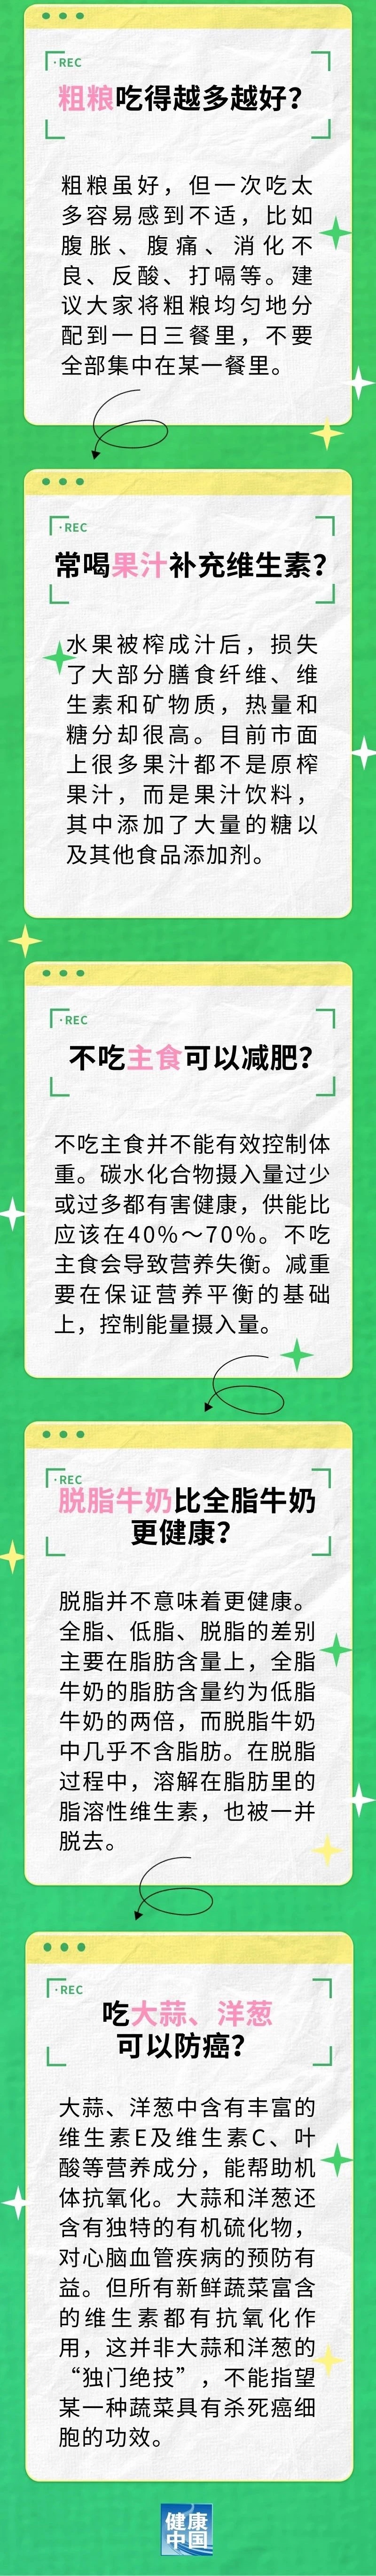 ·REC
粗粮吃得越多越好？
粗粮虽好，但一次吃太
多容易感到不适，比如
腹胀、腹痛、消化不
良、反酸、打嗝等。建
议大家将粗粮均匀地分
配到一日三餐里，不要
全部集中在某一餐里。
·REC
常喝果汁补充维生素？
水果被榨成汁后，损失
了大部分膳食纤维、维
生素和矿物质，热量和
糖分却很高。目前市面
上很多果汁都不是原榨
果汁，而是果汁饮料，
其中添加了大量的糖以
及其他食品添加剂。
·REC
不吃主食可以减肥？
不吃主食并不能有效控制体
重。碳水化合物摄入量过少
或过多都有害健康，供能比
应该在40%～70%。不吃
主食会导致营养失衡。减重
要在保证营养平衡的基础
上，控制能量摄入量。
·REC
脱脂牛奶比全脂牛奶
更健康？
脱脂并不意味着更健康。
全脂、低脂、脱脂的差别
主要在脂肪含量上，全脂
牛奶的脂肪含量约为低脂
牛奶的两倍，而脱脂牛奶
中几乎不含脂肪。在脱脂
过程中，溶解在脂肪里的
脂溶性维生素，也被一并
脱去。
·REC
吃大蒜、洋葱
可以防癌？
大蒜、洋葱中含有丰富的
维生素E及维生素C、叶
酸等营养成分，能帮助机
体抗氧化。大蒜和洋葱还
含有独特的有机硫化物，
对心脑血管疾病的预防有
益。但所有新鲜蔬菜富含
的维生素都有抗氧化作
用，这并非大蒜和洋葱的
“独门绝技”，不能指望
某一种蔬菜具有杀死癌细
胞的功效。
健康
中国